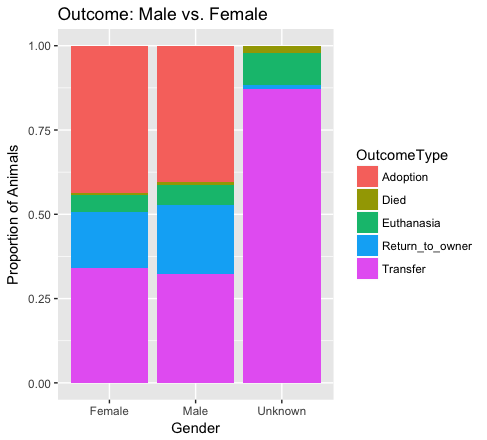 Outcome: Male vs. Female
Proportion of Animals
1.00
0.75
0.50
0.25
0.00
Female Male Unknown
Gender
OutcomeType
Adoption
Died
Euthanasia
Return_to_owner
Transfer